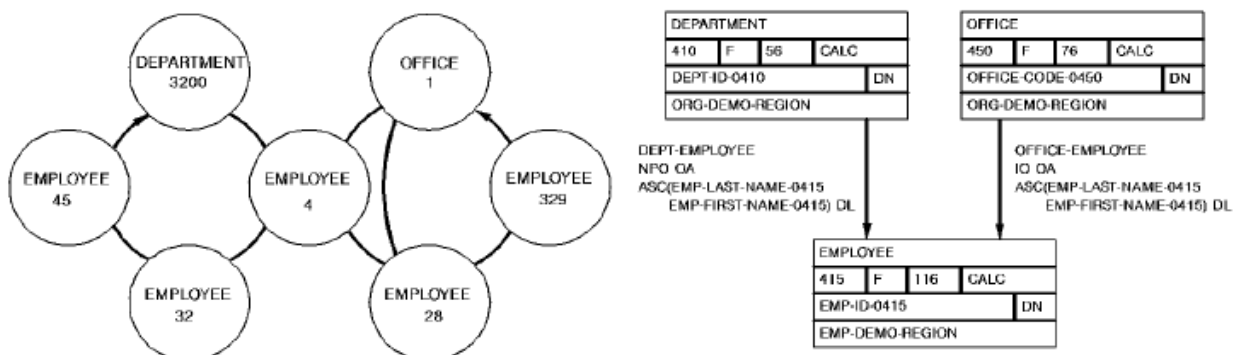 DEPARTMENT
3200
OFFICE
1
EMPLOYEE
45
EMPLOYEE
4
EMPLOYEE
329
EMPLOYEE
32
EMPLOYEE
28
DEPARTMENT
410 F 56 CALC
DEPT-ID-0410 DN
ORG-DEMO-REGION
OFFICE
450 F 76 CALC
OFFICE-CODE-0450 DN
ORG-DEMO-REGION
DEPT-EMPLOYEE
NPO OA
ASC(EMP-LAST-NAME-0415
EMP-FIRST-NAME-0415) DL
OFFICE-EMPLOYEE
IO OA
ASC(EMP-LAST-NAME-0415
EMP-FIRST-NAME-0415) DL
EMPLOYEE
415 F 116 CALC
EMP-ID-0415 DN
EMP-DEMO-REGION